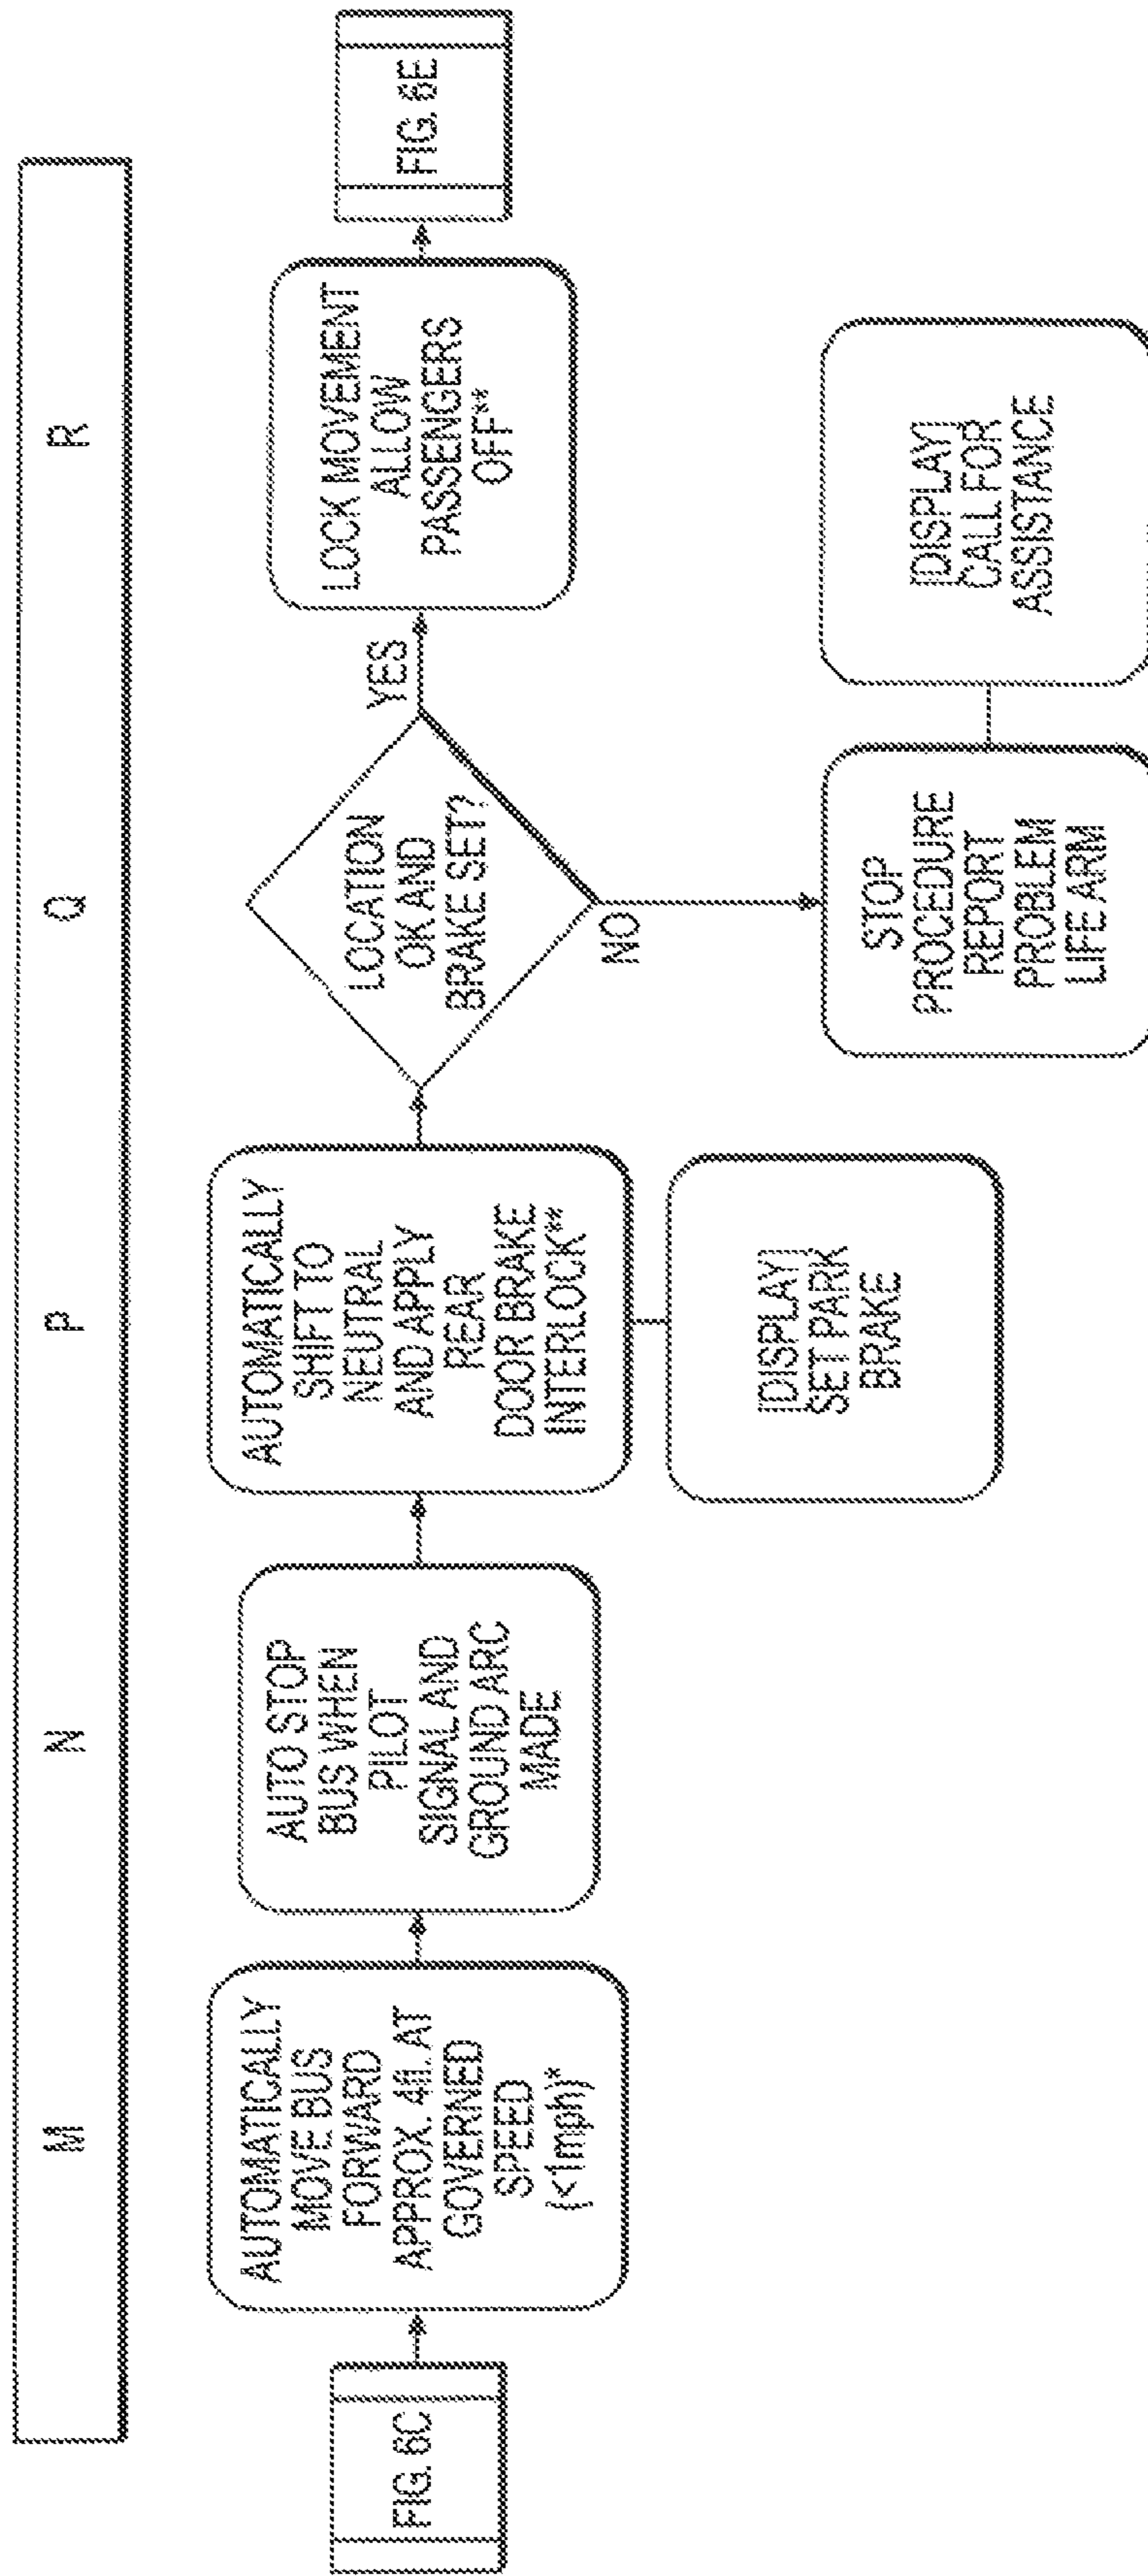 M N P Q R
FIG. 6C
AUTOMATICALLY
MOVE BUS
FORWARD
APPROX. 4ft. AT
GOVERNED
SPEED
(<1mph)*
AUTO STOP
BUS WHEN
PILOT
SIGNAL AND
GROUND ARC
MADE
AUTOMATICALLY
SHIFT TO
NEUTRAL
AND APPLY
REAR
DOOR BRAKE
INTERLOCK**
[DISPLAY]
SET PARK
BRAKE
LOCATION
OK AND
BRAKE SET?
YES
NO
LOCK MOVEMENT
ALLOW
PASSENGERS
OFF**
FIG. 6E
STOP
PROCEDURE
REPORT
PROBLEM
LIFE ARM
[DISPLAY]
CALL FOR
ASSISTANCE